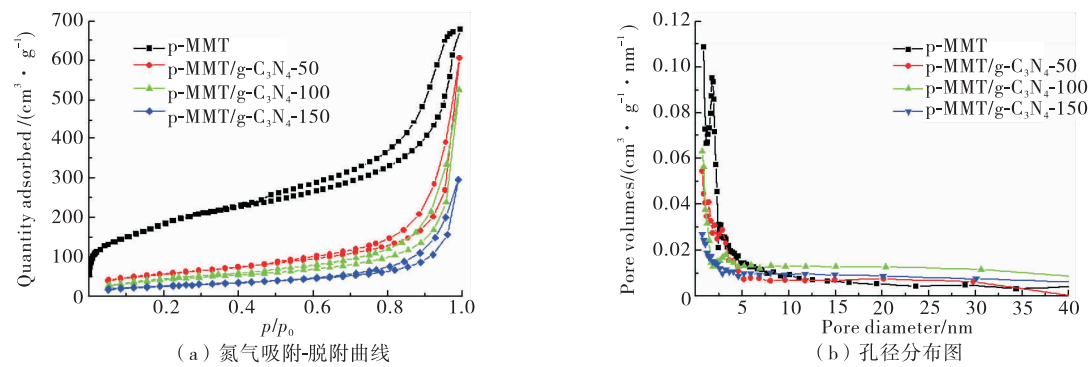 700
600
500
400
300
200
100
0
Quantity adsorbed /(cm³・g⁻¹)
p-MMT
p-MMT/g-C₃N₄-50
p-MMT/g-C₃N₄-100
p-MMT/g-C₃N₄-150
0.2 0.4 0.6 0.8 1.0
p/p₀
(a) 氮气吸附-脱附曲线
0.12
0.10
0.08
0.06
0.04
0.02
0
Pore volumes/(cm³・g⁻¹・nm⁻¹)
p-MMT
p-MMT/g-C₃N₄-50
p-MMT/g-C₃N₄-100
p-MMT/g-C₃N₄-150
5 10 15 20 25 30 35 40
Pore diameter/nm
(b) 孔径分布图